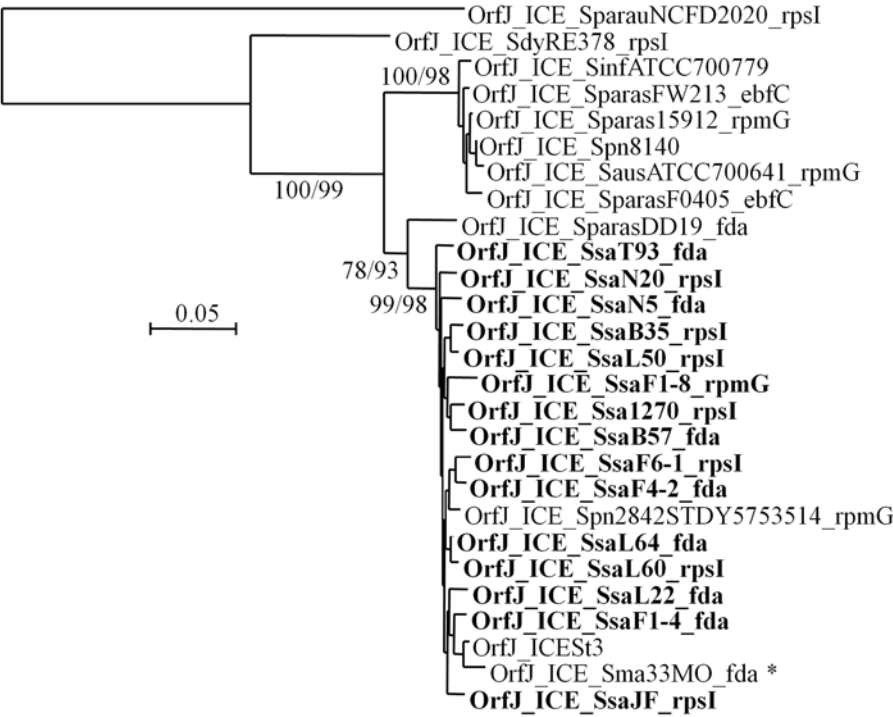 OrfJ_ICE_SparauNCFD2020_rpsI
OrfJ_ICE_SdyRE378_rpsI
OrfJ_ICE_SinfATCC700779
100/98
OrfJ_ICE_SparasFW213_ebfC
OrfJ_ICE_Sparas15912_rpmG
OrfJ_ICE_Spn8140
OrfJ_ICE_SausATCC700641_rpmG
100/99
OrfJ_ICE_SparasF0405_ebfC
OrfJ_ICE_SparasDD19_fda
OrfJ_ICE_SsaT93_fda
78/93
OrfJ_ICE_SsaN20_rpsI
99/98
OrfJ_ICE_SsaN5_fda
0.05
OrfJ_ICE_SsaB35_rpsI
OrfJ_ICE_SsaL50_rpsI
OrfJ_ICE_SsaF1-8_rpmG
OrfJ_ICE_Ssa1270_rpsI
OrfJ_ICE_SsaB57_fda
OrfJ_ICE_SsaF6-1_rpsI
OrfJ_ICE_SsaF4-2_fda
OrfJ_ICE_Spn2842STDY5753514_rpmG
OrfJ_ICE_SsaL64_fda
OrfJ_ICE_SsaL60_rpsI
OrfJ_ICE_SsaL22_fda
OrfJ_ICE_SsaF1-4_fda
OrfJ_ICESt3
OrfJ_ICE_Sma33MO_fda *
OrfJ_ICE_SsaJF_rpsI